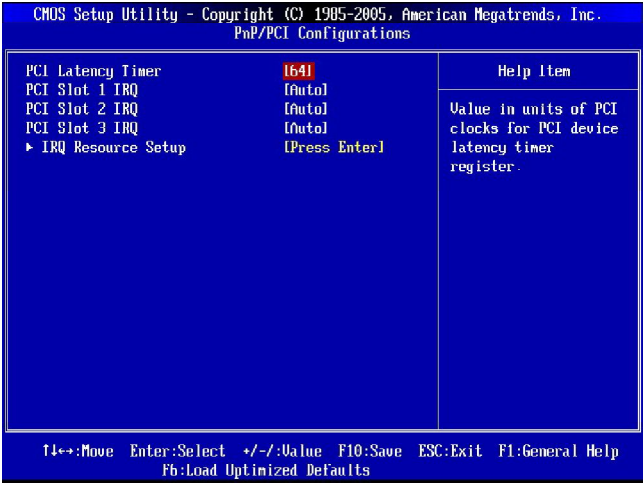 CMOS Setup Utility - Copyright (C) 1985-2005, American Megatrends, Inc.
PnP/PCI Configurations
PCI Latency Timer [64]
PCI Slot 1 IRQ [Auto]
PCI Slot 2 IRQ [Auto]
PCI Slot 3 IRQ [Auto]
► IRQ Resource Setup [Press Enter]
Help Item
Value in units of PCI
clocks for PCI device
latency timer
register.
↑↓←→:Move Enter:Select +/-/:Value F10:Save ESC:Exit F1:General Help
F6:Load Optimized Defaults